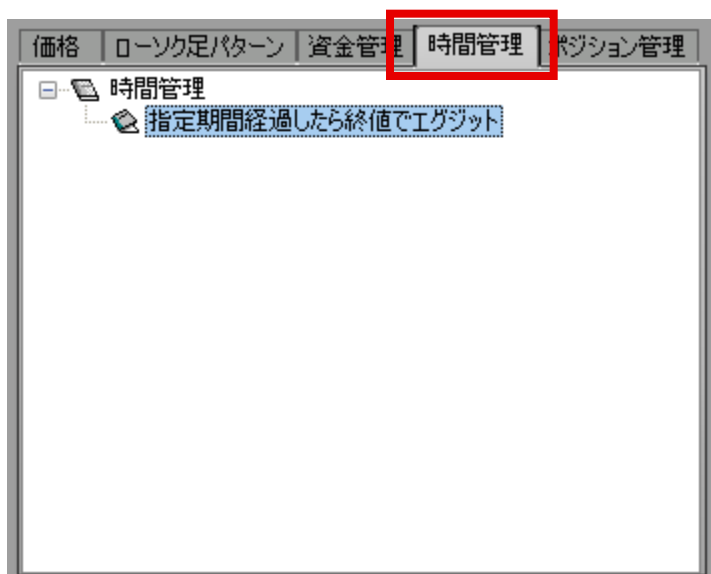 価格 ローソク足パターン 資金管理 時間管理 ポジション管理
時間管理
指定期間経過したら終値でエグジット